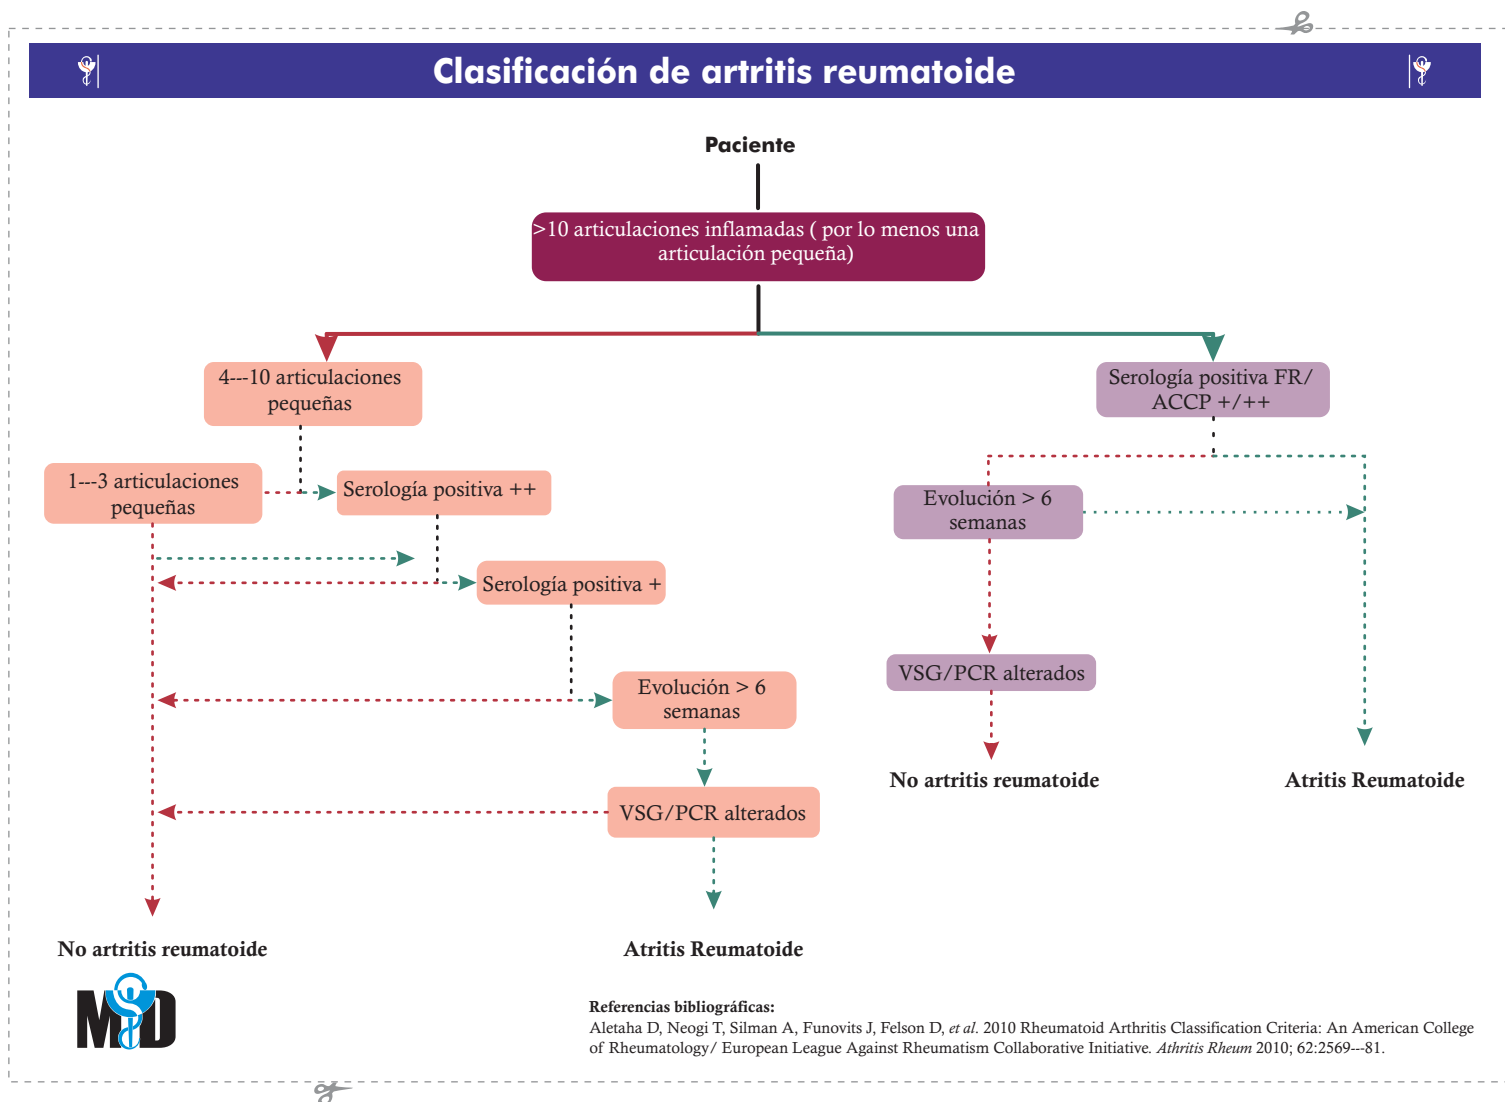 Clasificación de artritis reumatoide
Paciente
>10 articulaciones inflamadas ( por lo menos una
articulación pequeña)
4---10 articulaciones
pequeñas
Serología positiva FR/
ACCP +/++
1---3 articulaciones
pequeñas
Serología positiva ++
Evolución > 6
semanas
Serología positiva +
Evolución > 6
semanas
VSG/PCR alterados
No artritis reumatoide
Atritis Reumatoide
VSG/PCR alterados
No artritis reumatoide
Atritis Reumatoide
MD
Referencias bibliográficas:
Aletaha D, Neogi T, Silman A, Funovits J, Felson D, et al. 2010 Rheumatoid Arthritis Classification Criteria: An American College
of Rheumatology/ European League Against Rheumatism Collaborative Initiative. Athritis Rheum 2010; 62:2569---81.